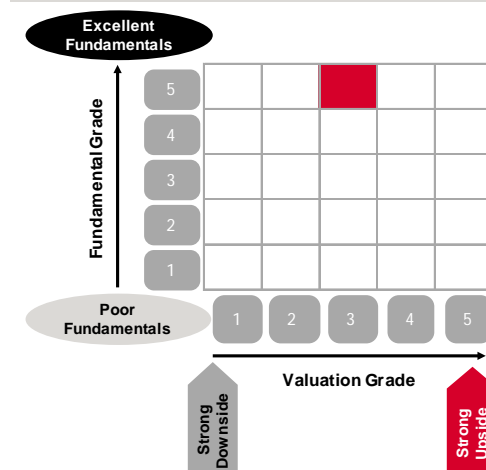 Excellent
Fundamentals
Fundamental Grade
5
4
3
2
1
Poor
Fundamentals
1
2
3
4
5
Valuation Grade
Strong
Downside
Strong
Upside